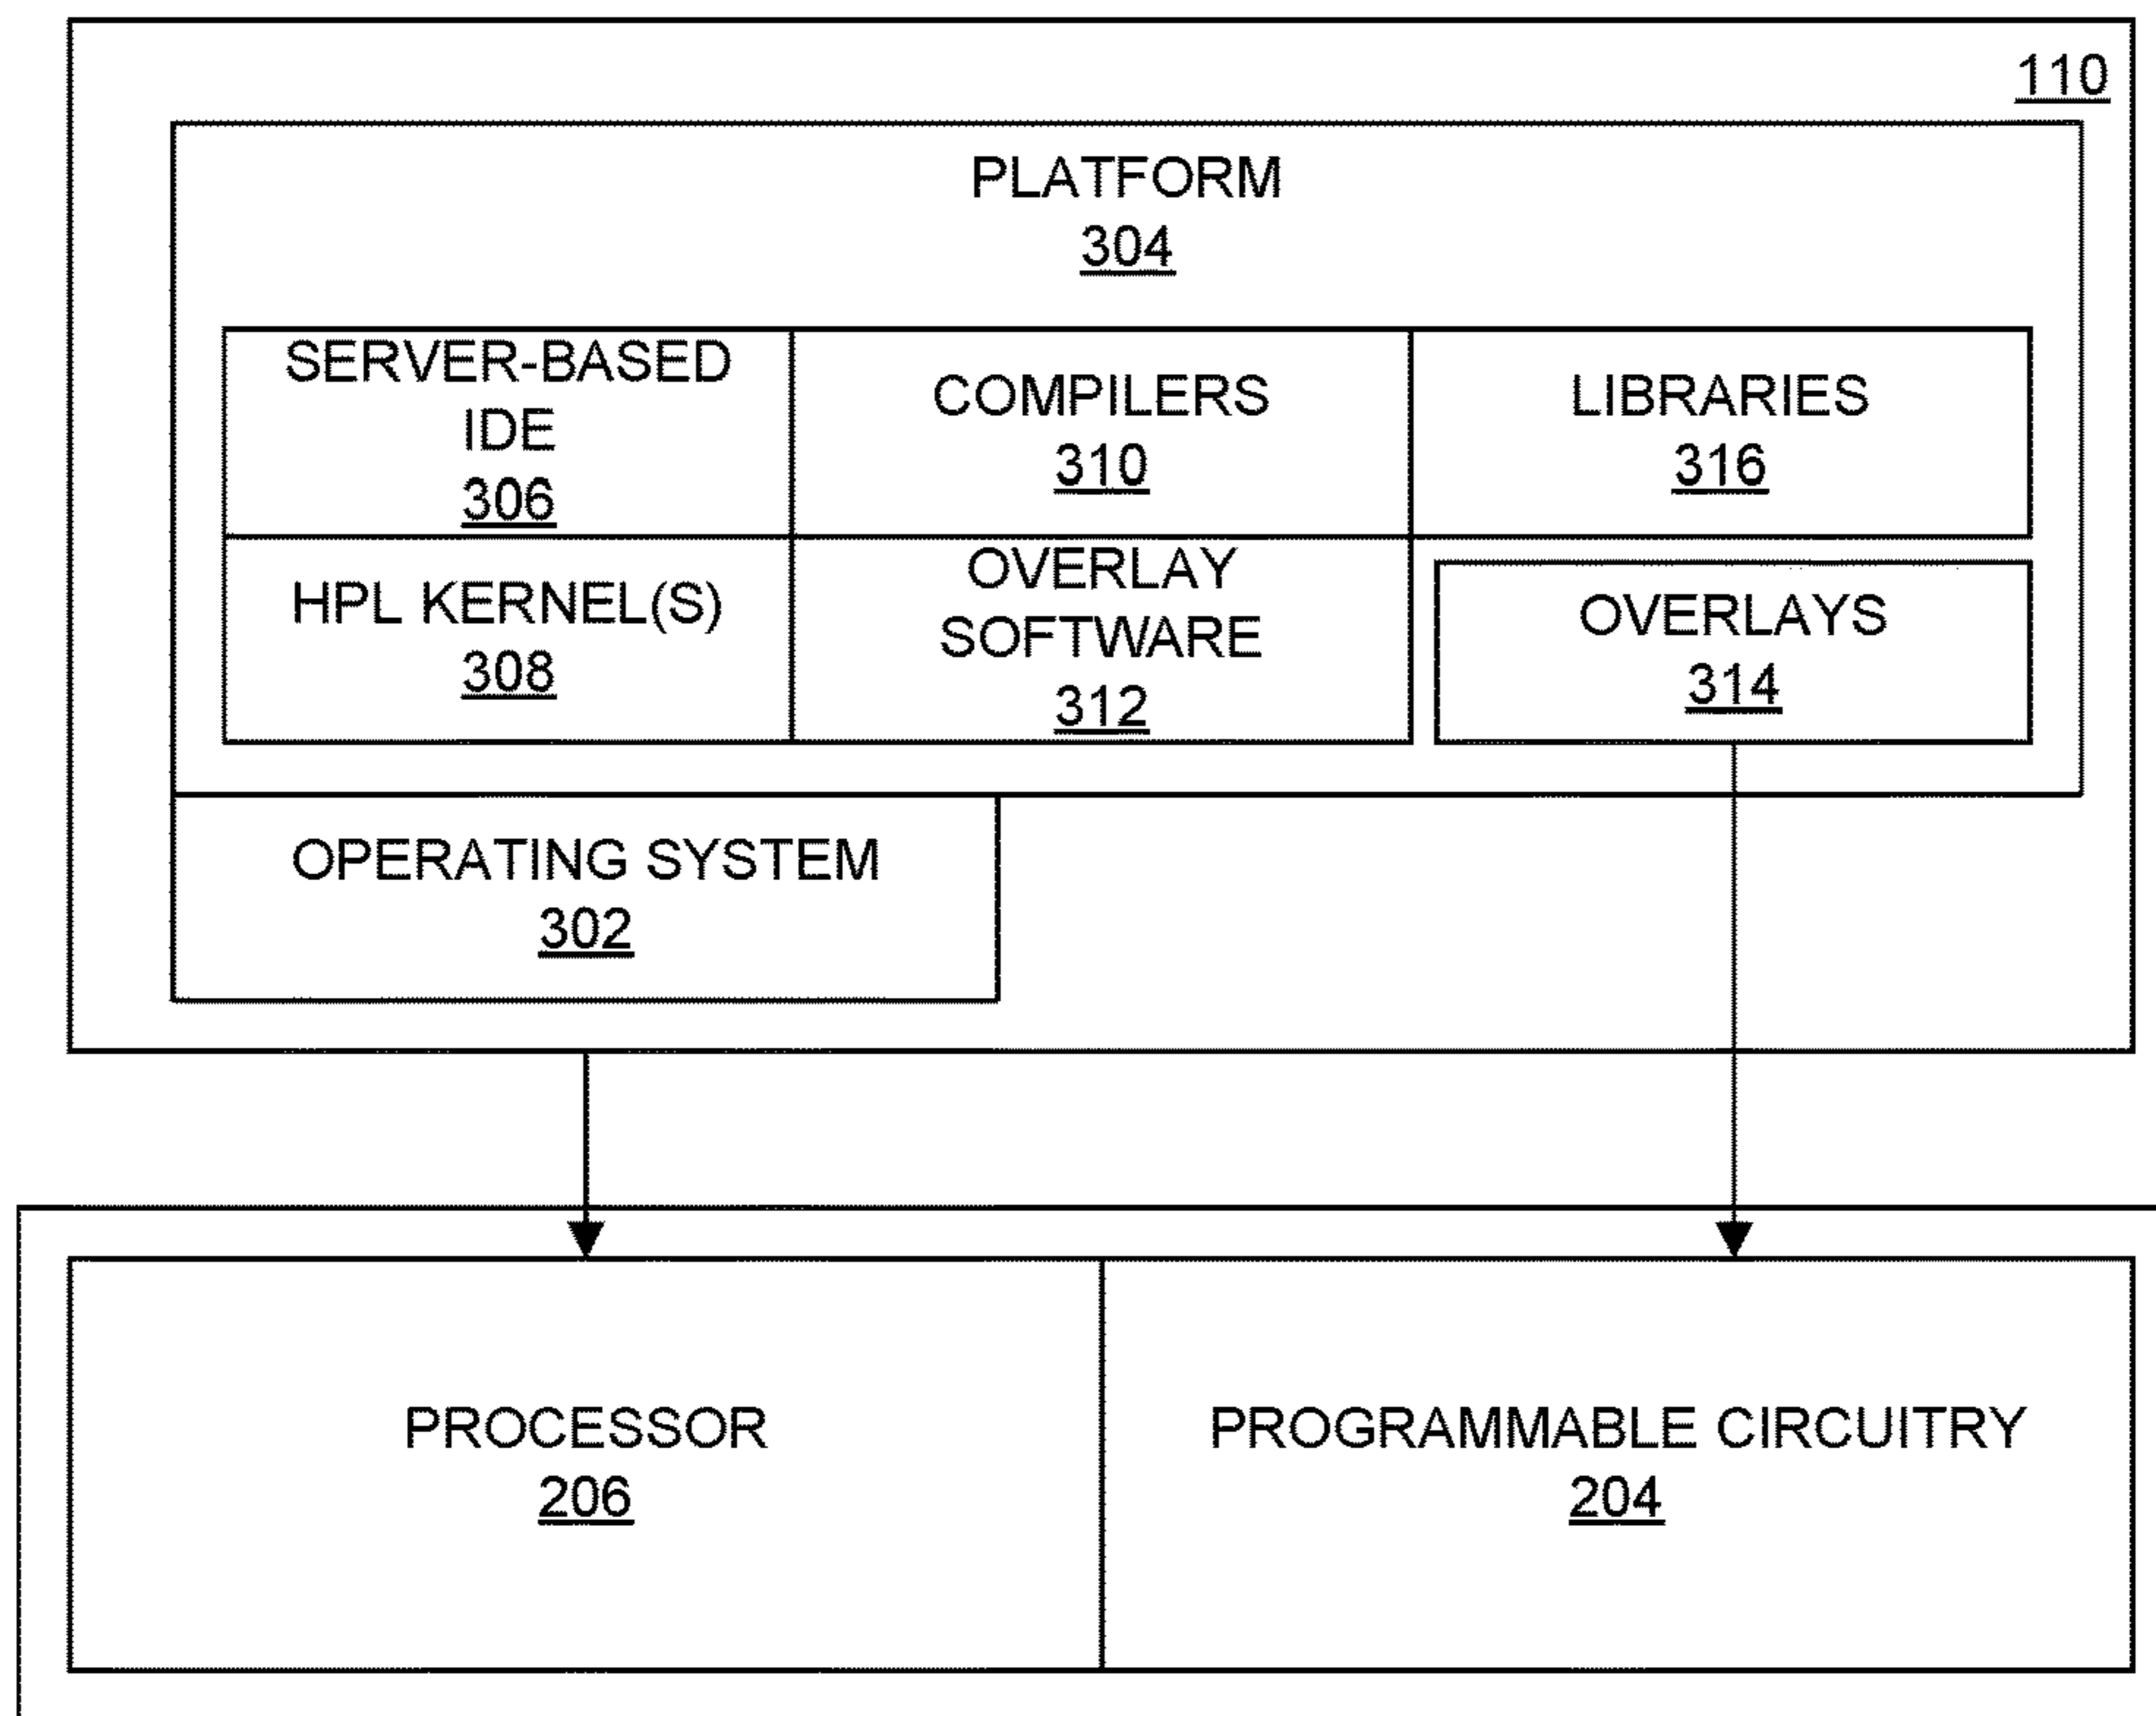 110
PLATFORM
304
SERVER-BASED
IDE
306
COMPILERS
310
LIBRARIES
316
HPL KERNEL(S)
308
OVERLAY
SOFTWARE
312
OVERLAYS
314
OPERATING SYSTEM
302
PROCESSOR
206
PROGRAMMABLE CIRCUITRY
204